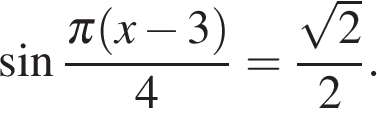 sin π(x − 3)/4 = √2/2.